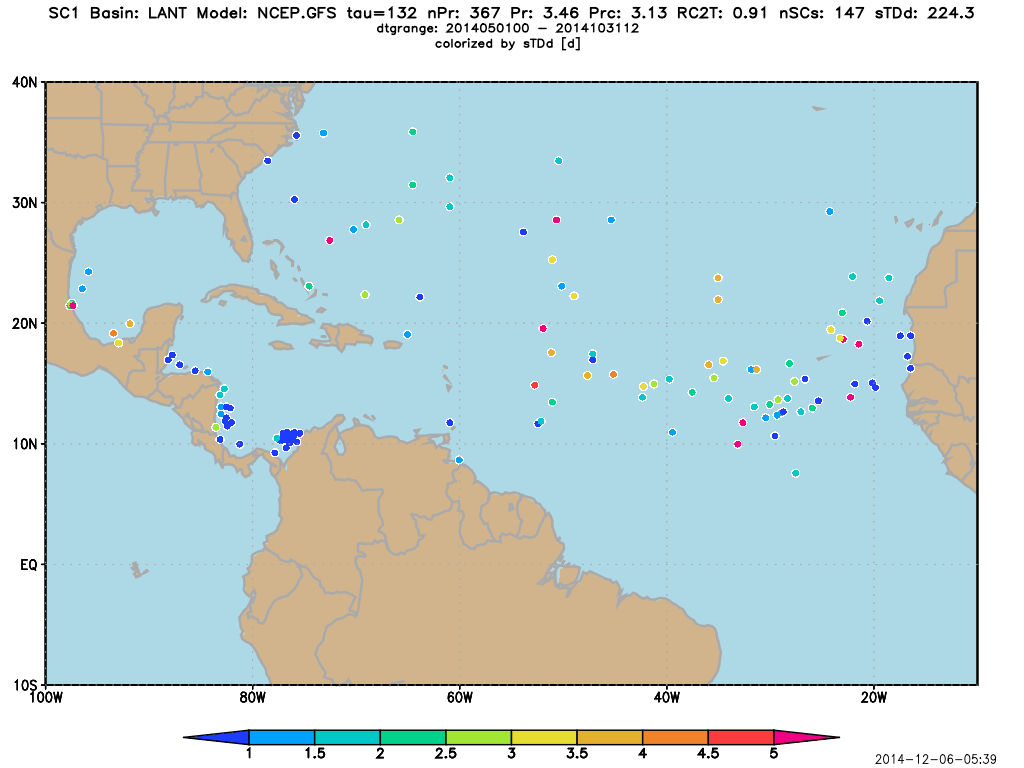 SC1 Basin: LANT Model: NCEP.GFS tau=132 nPr: 367 Pr: 3.46 Prc: 3.13 RC2T: 0.91 nSCs: 147 sTDd: 224.3
dtgrange: 2014050100 - 2014103112
colorized by sTDd [d]
40N
30N
20N
10N
EQ
10S
100W 80W 60W 40W 20W
1 1.5 2 2.5 3 3.5 4 4.5 5
2014-12-06-05:39